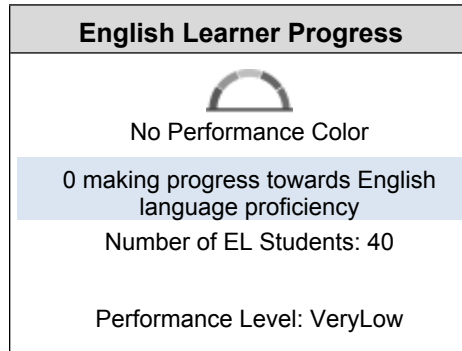 English Learner Progress
No Performance Color
0 making progress towards English
language proficiency
Number of EL Students: 40
Performance Level: VeryLow